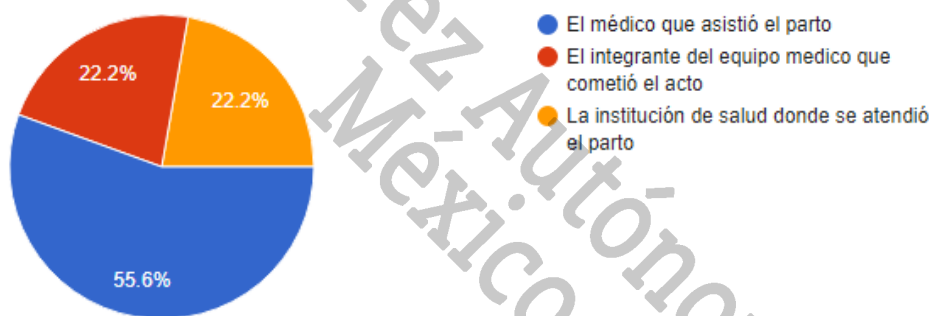 El médico que asistió el parto
El integrante del equipo medico que
cometió el acto
La institución de salud donde se atendió
el parto
22.2%
22.2%
55.6%
México